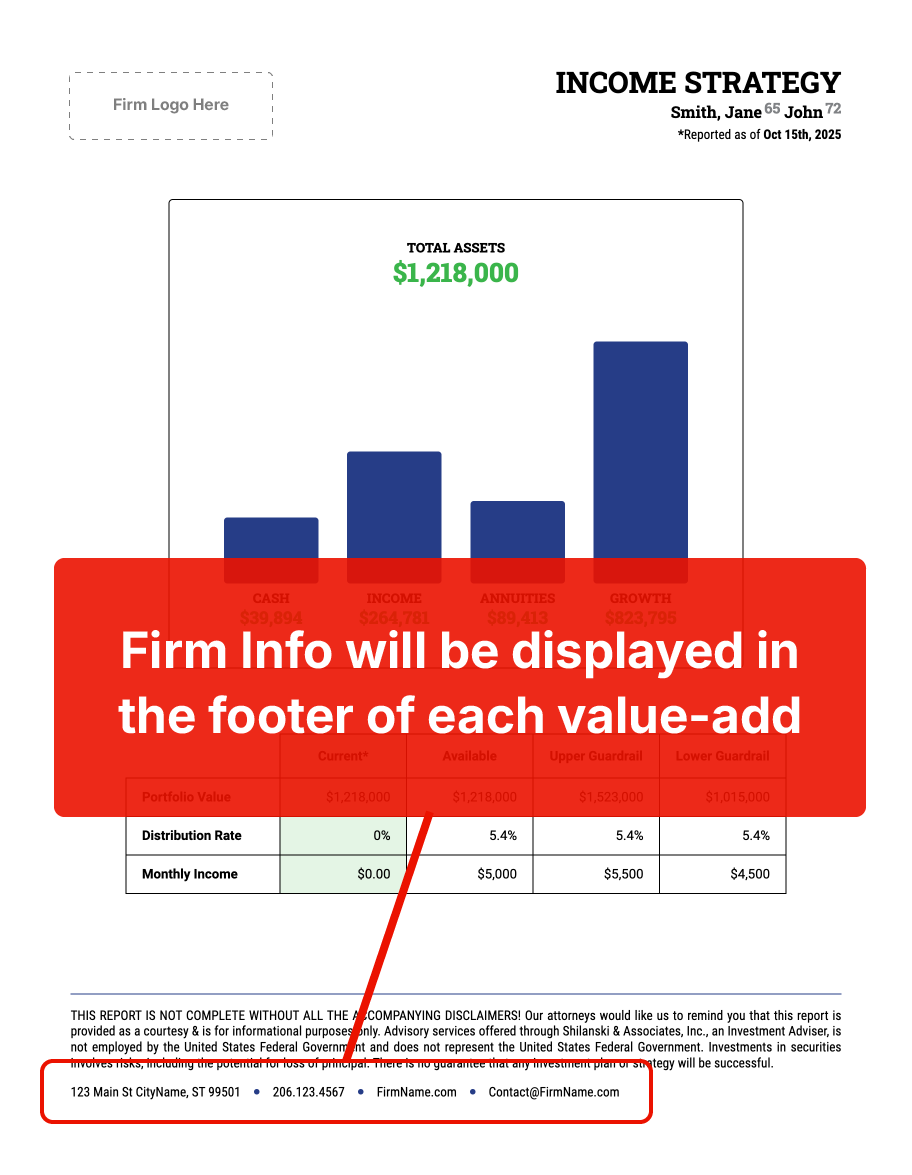 Firm Logo Here
INCOME STRATEGY
Smith, Jane 65 John 72
*Reported as of Oct 15th, 2025
TOTAL ASSETS
$1,218,000
CASH INCOME ANNUITIES GROWTH
$39,894 $264,781 $89,413 $823,795
Firm Info will be displayed in
the footer of each value-add
Current* Available Upper Guardrail Lower Guardrail
Portfolio Value $1,218,000 $1,218,000 $1,523,000 $1,015,000
Distribution Rate 0% 5.4% 5.4% 5.4%
Monthly Income $0.00 $5,000 $5,500 $4,500
THIS REPORT IS NOT COMPLETE WITHOUT ALL THE ACCOMPANYING DISCLAIMERS! Our attorneys would like us to remind you that this report is
provided as a courtesy & is for informational purposes only. Advisory services offered through Shilanski & Associates, Inc., an Investment Adviser, is
not employed by the United States Federal Government and does not represent the United States Federal Government. Investments in securities
involves risks, including the potential for loss of principal. There is no guarantee that any investment plan or strategy will be successful.
123 Main St CityName, ST 99501 • 206.123.4567 • FirmName.com • Contact@FirmName.com